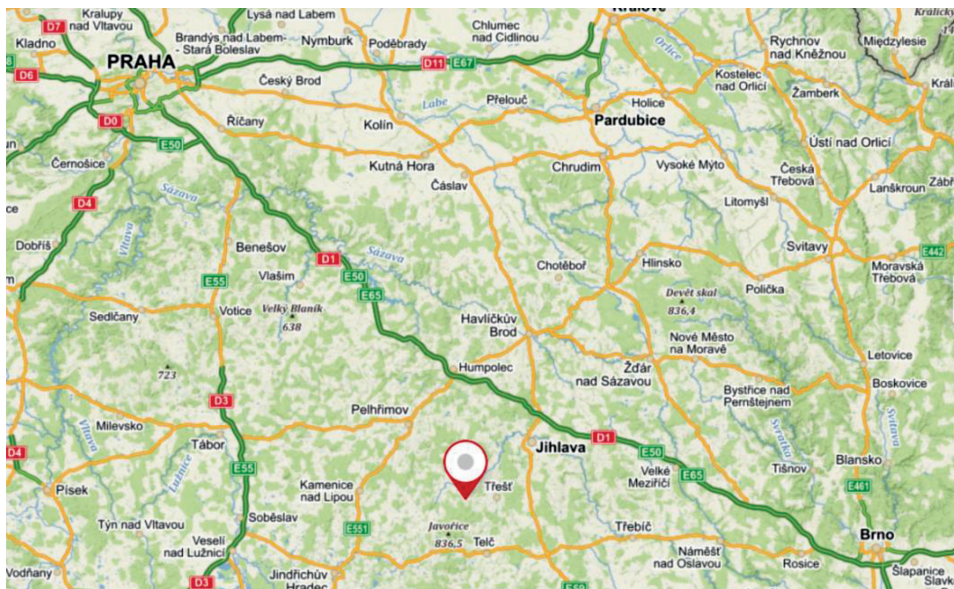 Kralupy
nad Vltavou
Lysá nad Labem
Chlumec
nad Cidlinou
Králové
D7
Kladno
Brandýs nad Labem-
- Stará Boleslav
Nymburk
Poděbrady
Orlice
Rychnov
nad Kněžnou
Międzylesie
PRAHA
D6
D11
E67
Český Brod
Labe
Přelouč
Holice
Kostelec
nad Orlicí
Žamberk
D0
Říčany
Kolín
Pardubice
E50
Ústí nad Orlicí
Černošice
Kutná Hora
Chrudim
Vysoké Mýto
Česká
Třebová
Čáslav
Lanškroun
Sázava
D4
Litomyšl
Vltava
Dobříš
Benešov
Sázava
D1
Svitavy
E442
Hlinsko
Moravská
Třebová
Vlašim
E50
Chotěboř
E55
E65
Polička
Devět skal
836,4
Sedlčany
Votice
Velký Blaník
638
Havlíčkův
Brod
Nové Město
na Moravě
Letovice
723
Humpolec
Žďár
nad Sázavou
Boskovice
Bystřice nad
Pernštejnem
D3
Pelhřimov
Milevsko
Vltava
Svratka
Svitava
Tábor
D1
Jihlava
E50
D4
Lužnice
E55
Velké
Meziříčí
E65
Tišnov
Blansko
Písek
Kamenice
nad Lipou
Třešť
E461
Týn nad Vltavou
Soběslav
E551
Javořice
836,5
Třebíč
Brno
Veselí
nad Lužnicí
Telč
Náměšť
nad Oslavou
Rosice
Šlapanice
Vodňany
D3
Jindřichův
Hradec